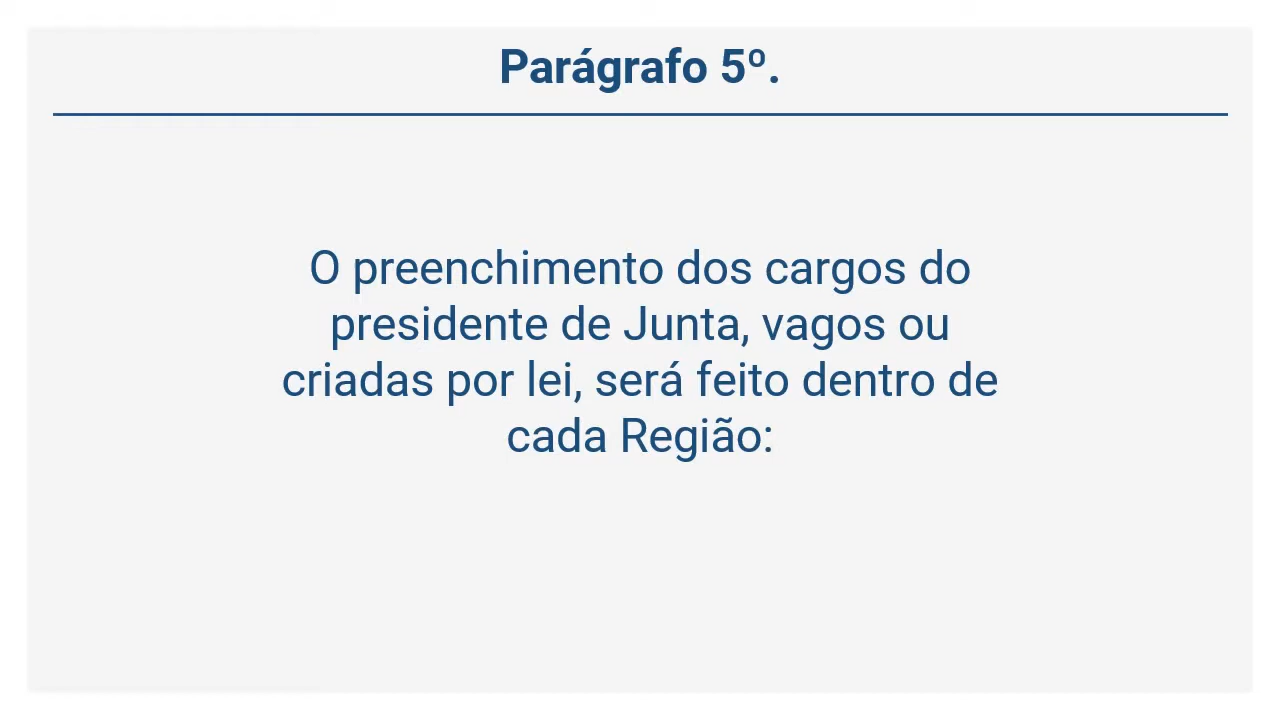 Parágrafo 5º.
O preenchimento dos cargos do
presidente de Junta, vagos ou
criadas por lei, será feito dentro de
cada Região: